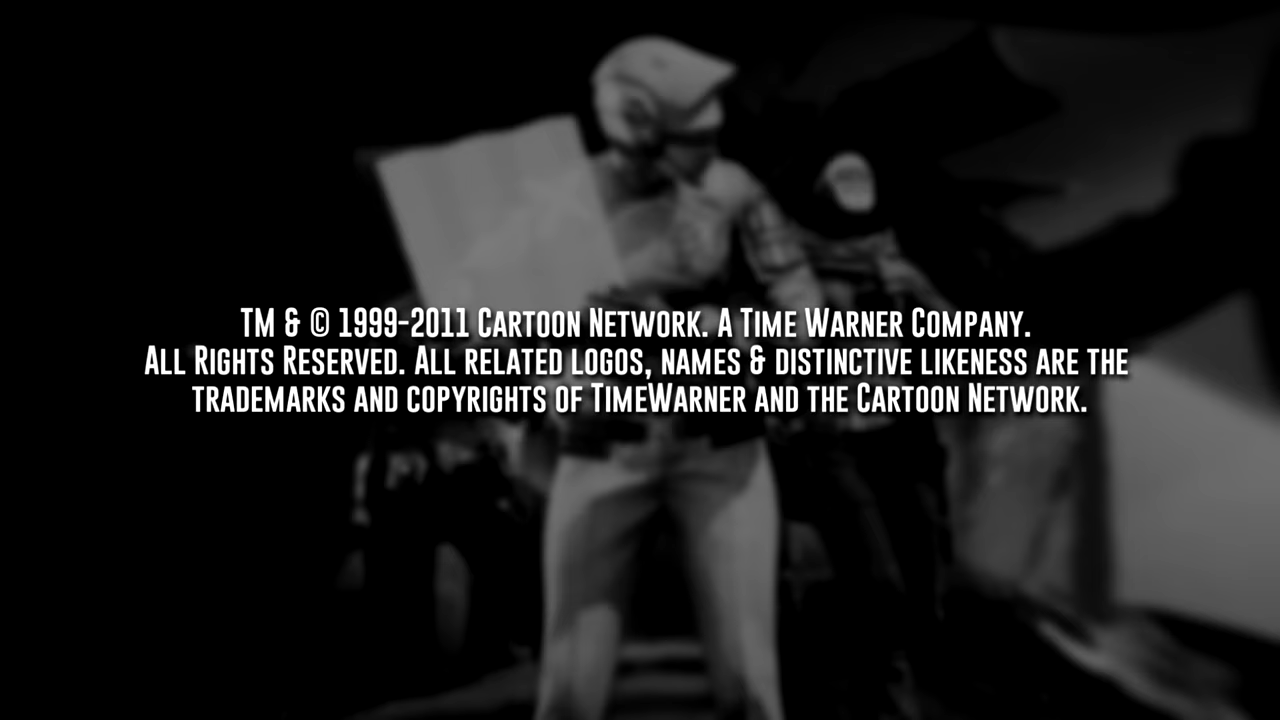 TM & © 1999-2011 Cartoon Network. A Time Warner Company.
All Rights Reserved. All related logos, names & distinctive likeness are the
trademarks and copyrights of TimeWarner and the Cartoon Network.